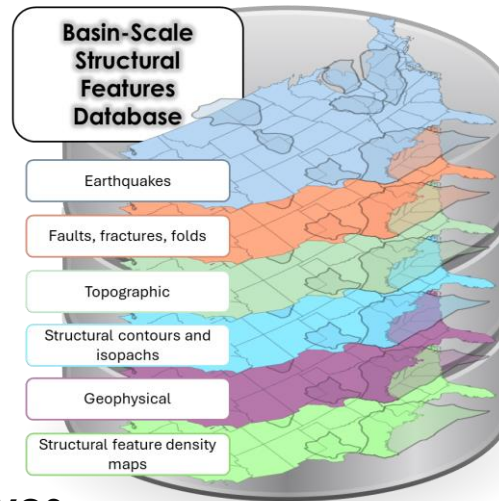 Basin-Scale
Structural
Features
Database
Earthquakes
Faults, fractures, folds
Topographic
Structural contours and
isopachs
Geophysical
Structural feature density
maps